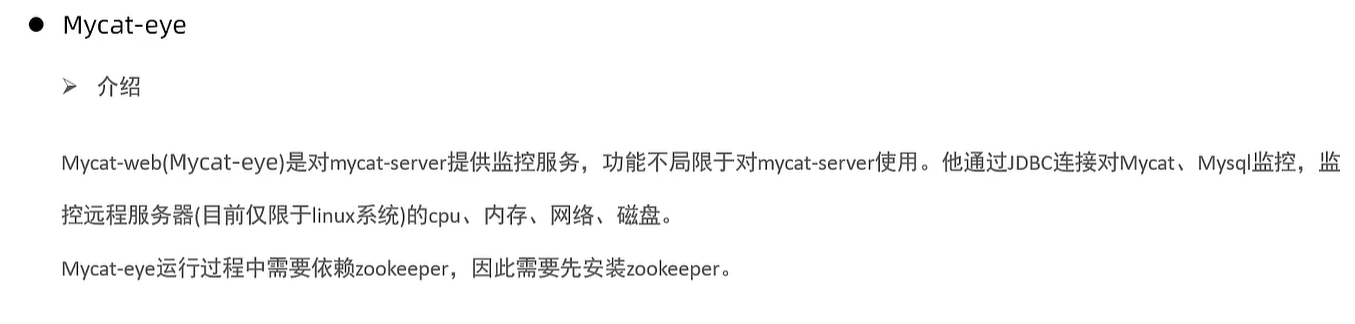 Mycat-eye
介绍
Mycat-web(Mycat-eye)是对mycat-server提供监控服务，功能不局限于对mycat-server使用。他通过JDBC连接对Mycat、Mysql监控，监
控远程服务器(目前仅限于linux系统)的cpu、内存、网络、磁盘。
Mycat-eye运行过程中需要依赖zookeeper，因此需要先安装zookeeper。